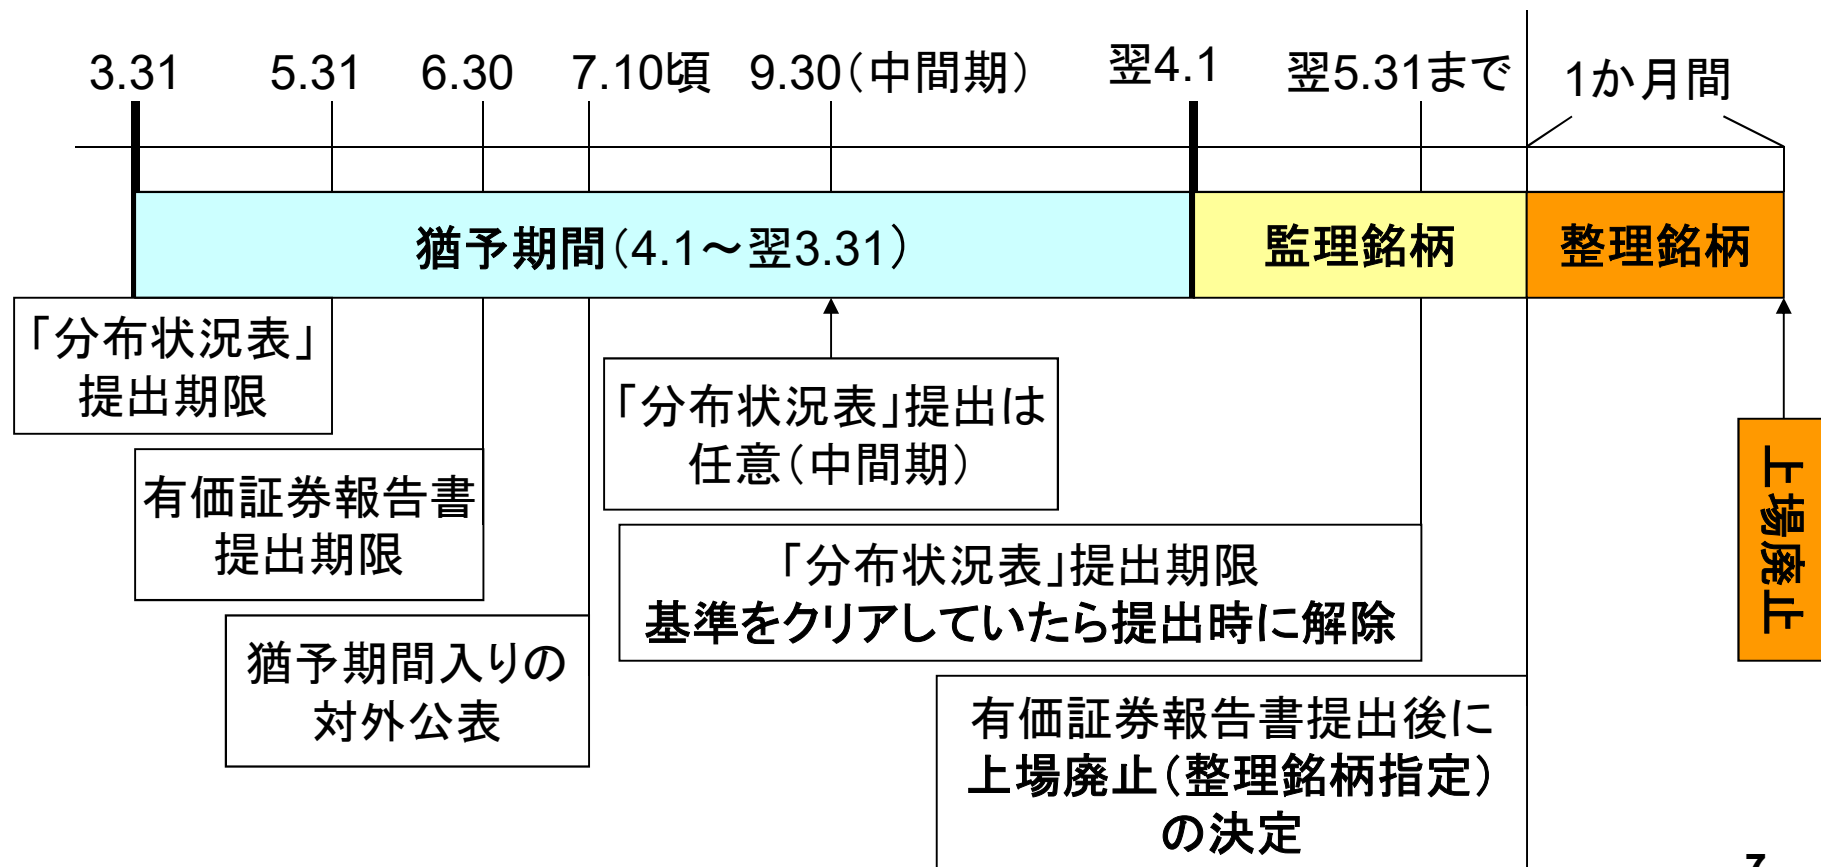 3.31
5.31
6.30
7.10頃
9.30（中間期）
翌4.1
翌5.31まで
1か月間
猶予期間（4.1～翌3.31）
監理銘柄
整理銘柄
「分布状況表」
提出期限
有価証券報告書
提出期限
猶予期間入りの
対外公表
「分布状況表」提出は
任意（中間期）
「分布状況表」提出期限
基準をクリアしていたら提出時に解除
有価証券報告書提出後に
上場廃止（整理銘柄指定）
の決定
上場廃止
7